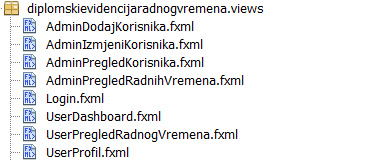 diplomskievidencijaradnogvremena.views
AdminDodajKorisnika.fxml
AdminIzmjeniKorisnika.fxml
AdminPregledKorisnika.fxml
AdminPregledRadnihVremena.fxml
Login.fxml
UserDashboard.fxml
UserPregledRadnogVremena.fxml
UserProfil.fxml